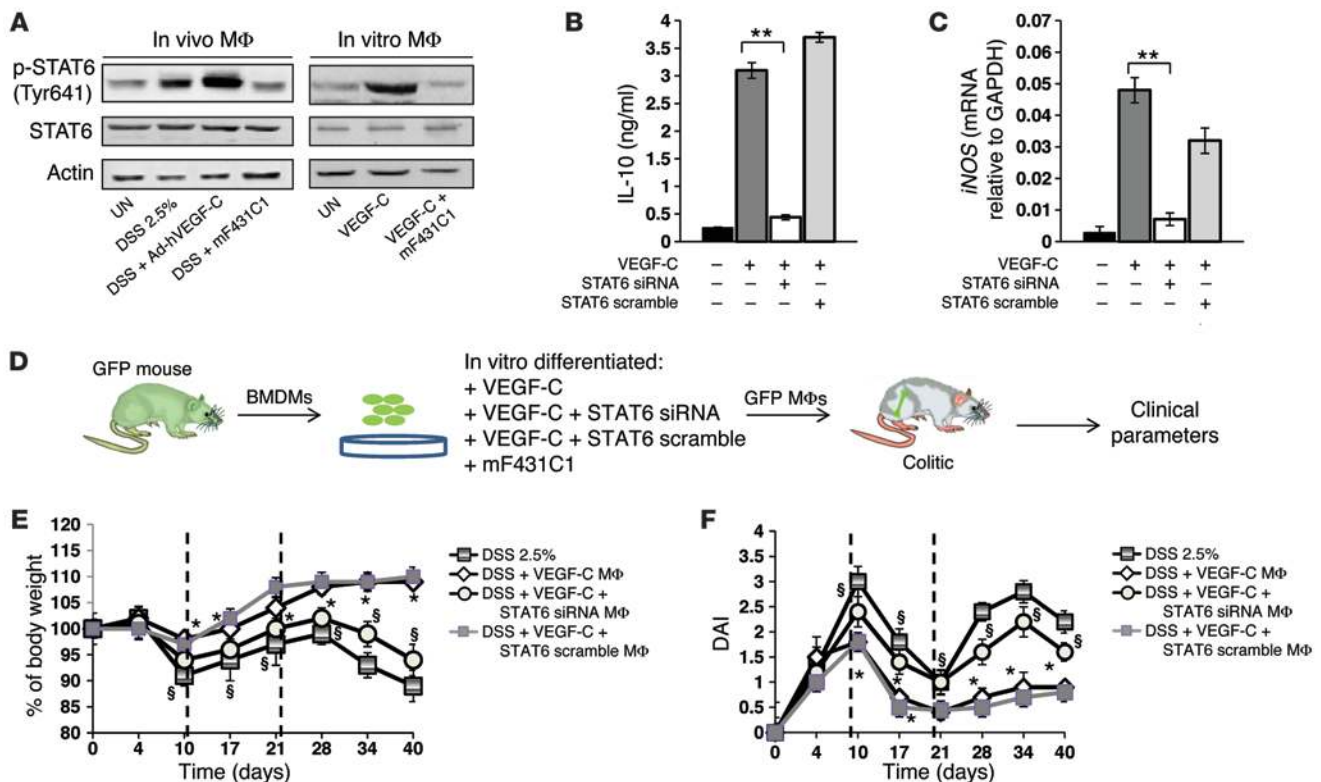 A
In vivo MΦ
In vitro MΦ
p-STAT6
(Tyr641)
STAT6
Actin
UN
DSS 2.5%
DSS + Ad-hVEGF-C
DSS + mF431C1
UN
VEGF-C
VEGF-C +
mF431C1
B
IL-10 (ng/ml)
4
3.5
3
2.5
2
1.5
1
0.5
0
**
VEGF-C – + + +
STAT6 siRNA – – + –
STAT6 scramble – – – +
C
iNOS (mRNA
relative to GAPDH)
0.06
0.05
0.04
0.03
0.02
0.01
0.00
**
VEGF-C – + + +
STAT6 siRNA – – + –
STAT6 scramble – – – +
D
GFP mouse
BMDMs
In vitro differentiated:
+ VEGF-C
+ VEGF-C + STAT6 siRNA
+ VEGF-C + STAT6 scramble
+ mF431C1
GFP MΦs
Colitic
Clinical
parameters
E
% of body weight
120
115
110
105
100
95
90
85
80
0 4 10 17 21 28 34 40
Time (days)
* * * * * *
§ § § § § §
DSS 2.5%
DSS + VEGF-C MΦ
DSS + VEGF-C +
STAT6 siRNA MΦ
DSS + VEGF-C +
STAT6 scramble MΦ
F
DAI
4
3.5
3
2.5
2
1.5
1
0.5
0
0 4 10 17 21 28 34 40
Time (days)
§ § § § § §
* * * * * *
DSS 2.5%
DSS + VEGF-C MΦ
DSS + VEGF-C +
STAT6 siRNA MΦ
DSS + VEGF-C +
STAT6 scramble MΦ